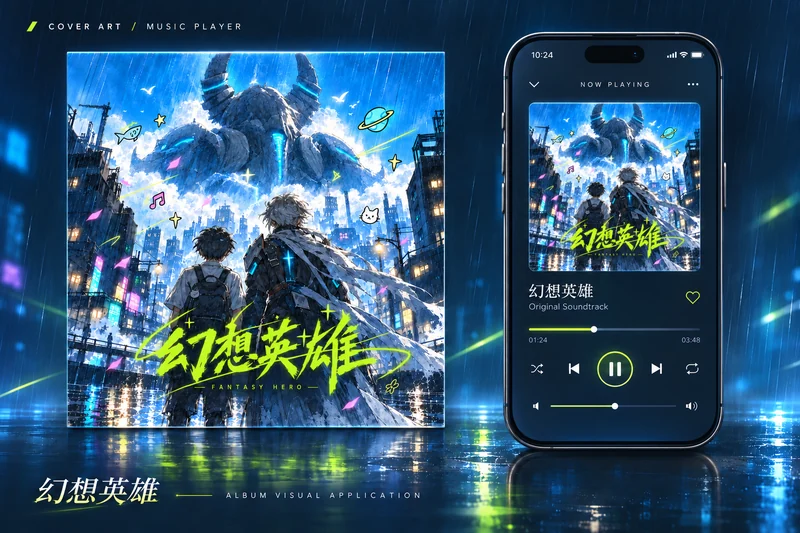 COVER ART / MUSIC PLAYER
幻想英雄
FANTASY HERO
10:24
NOW PLAYING
幻想英雄
FANTASY HERO
幻想英雄
Original Soundtrack
01:24
03:48
幻想英雄
ALBUM VISUAL APPLICATION